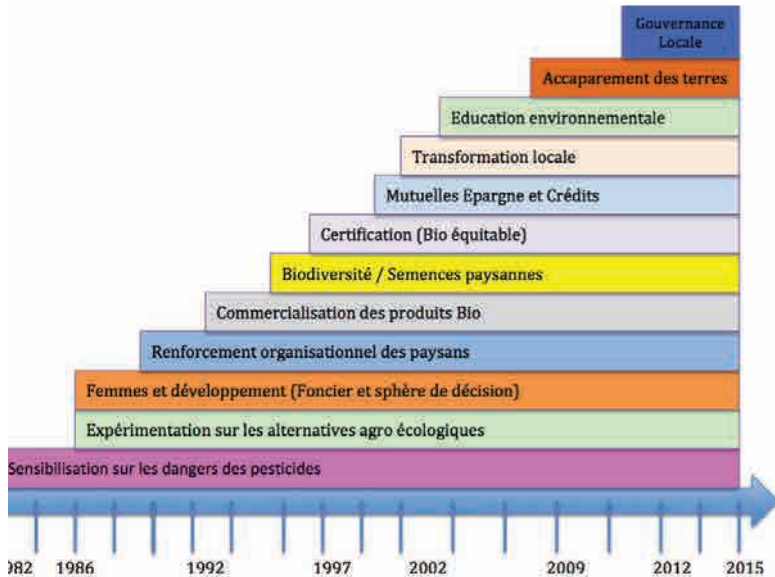 Gouvernance
Locale
Accaparement des terres
Education environnementale
Transformation locale
Mutuelles Epargne et Crédits
Certification (Bio équitable)
Biodiversité / Semences paysannes
Commercialisation des produits Bio
Renforcement organisationnel des paysans
Femmes et développement (Foncier et sphère de décision)
Expérimentation sur les alternatives agro écologiques
Sensibilisation sur les dangers des pesticides
982 1986 1992 1997 2002 2009 2012 2015